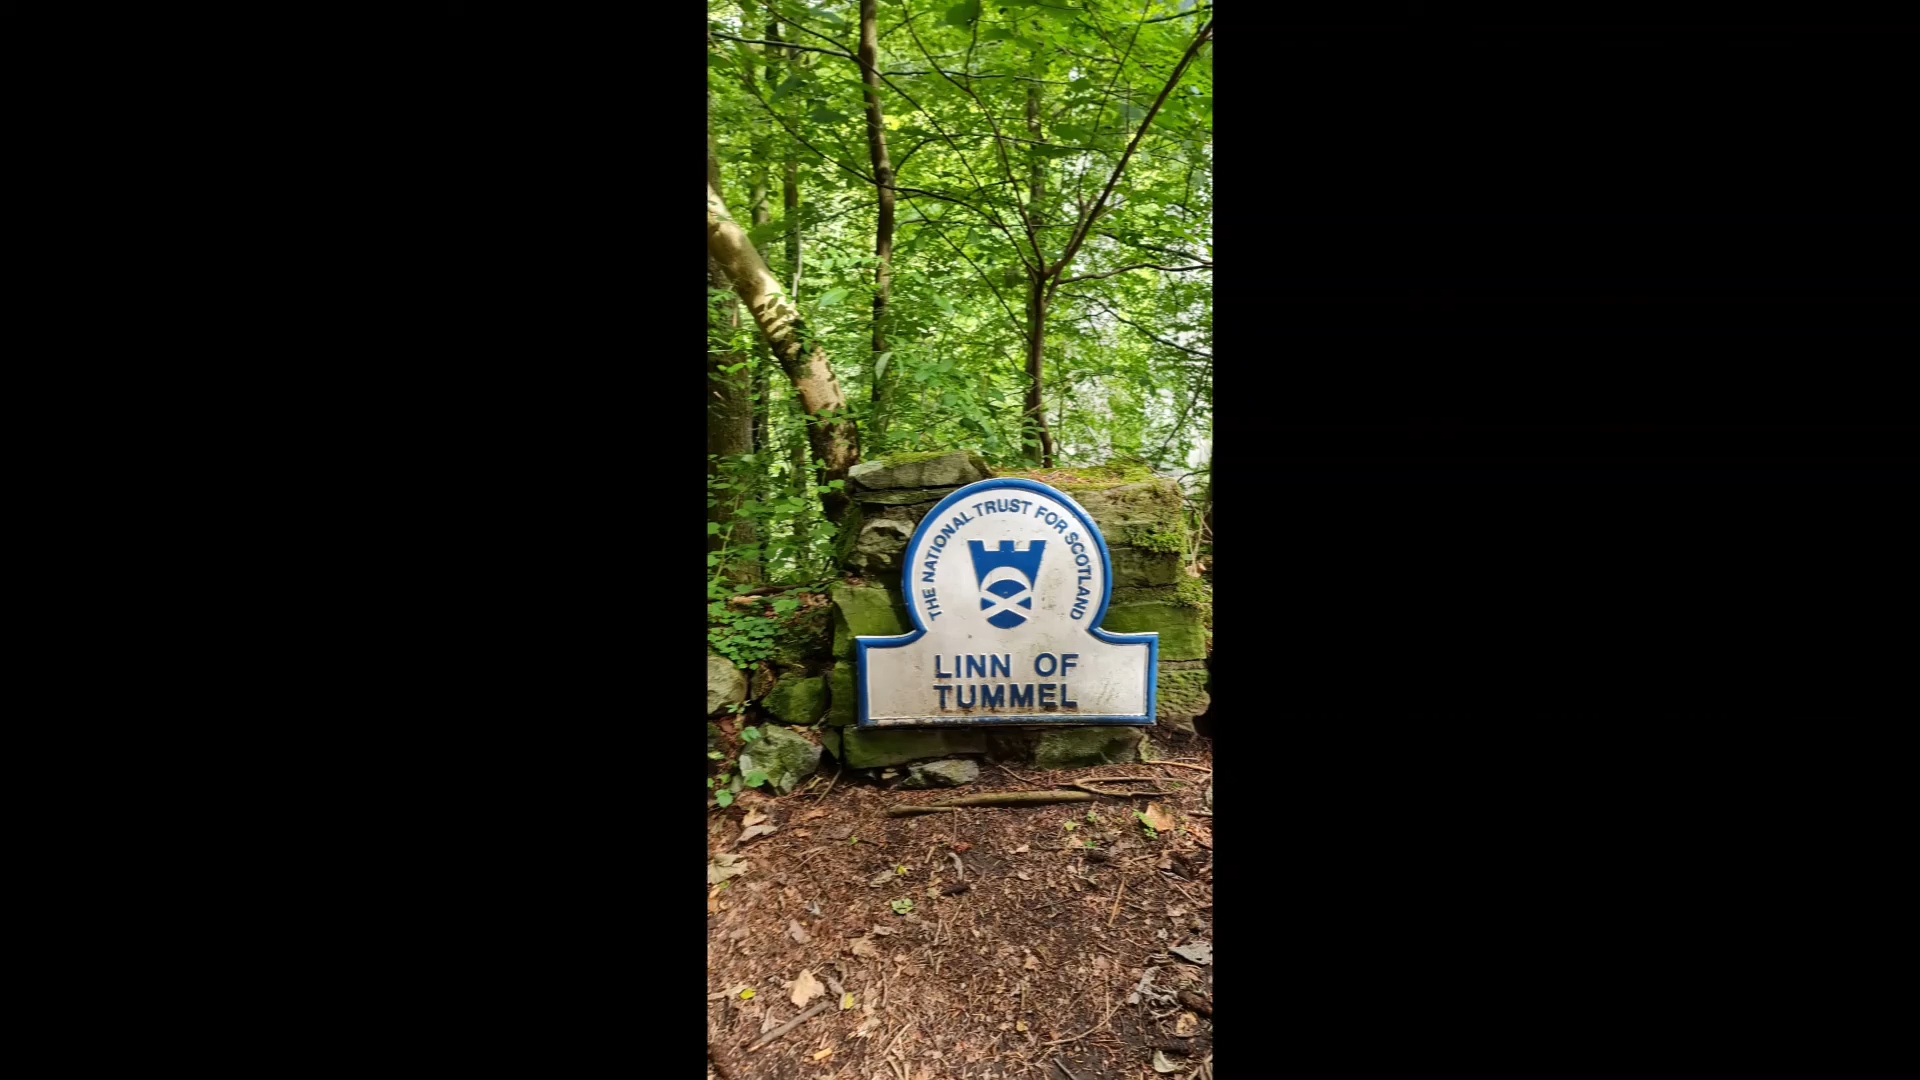 THE NATIONAL TRUST FOR SCOTLAND
LINN OF
TUMMEL